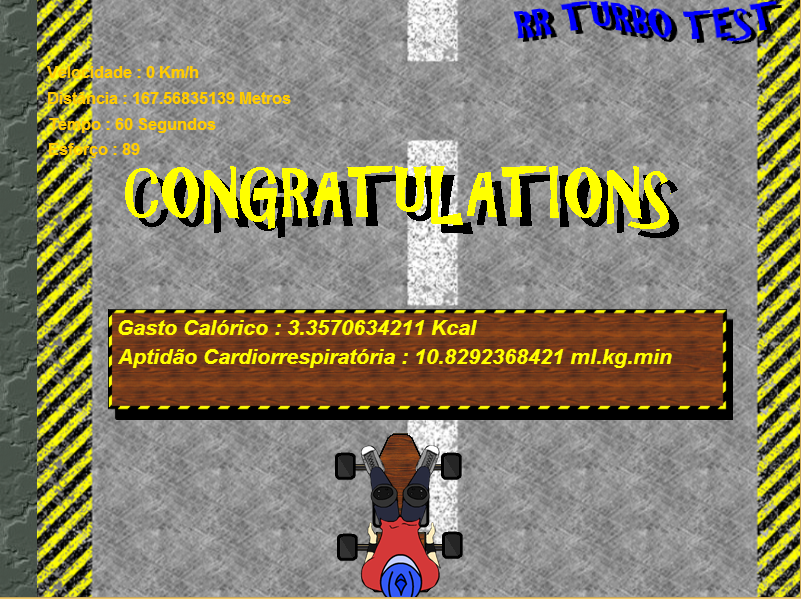 RR TURBO TEST
Velocidade : 0 Km/h
Distância : 167.56835139 Metros
Tempo : 60 Segundos
Esforço : 89
CONGRATULATIONS
Gasto Calórico : 3.3570634211 Kcal
Aptidão Cardiorrespiratória : 10.8292368421 ml.kg.min